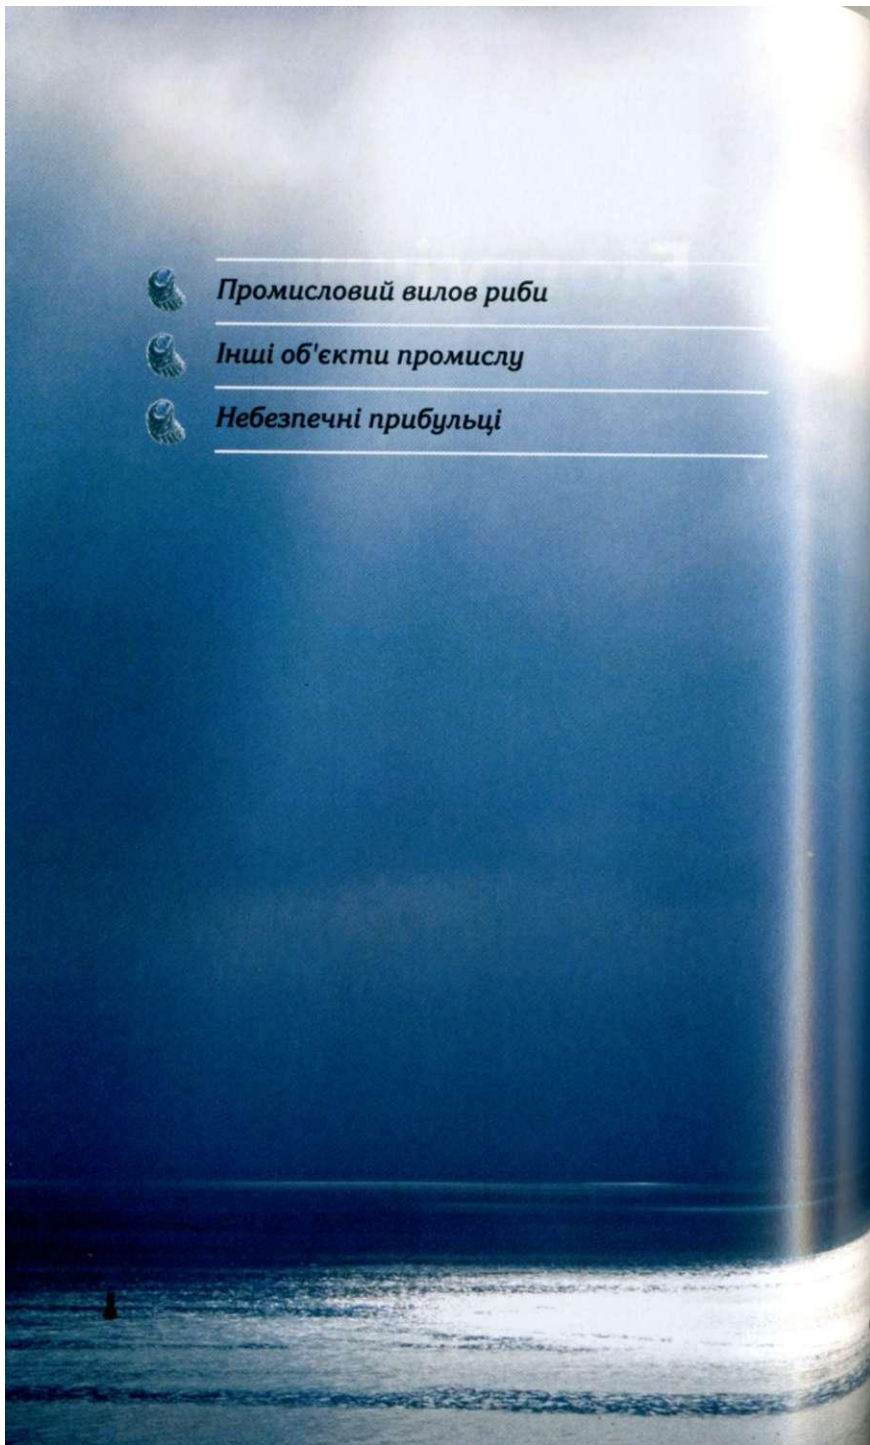 Промисловий вилов риби
Інші об'єкти промислу
Небезпечні прибульці